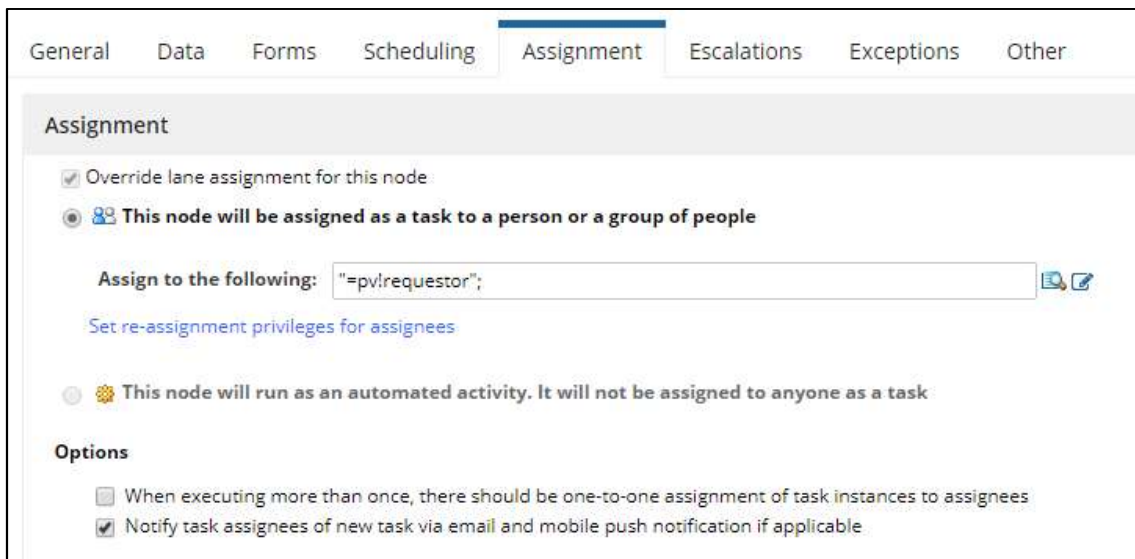 General Data Forms Scheduling Assignment Escalations Exceptions Other
Assignment
Override lane assignment for this node
This node will be assigned as a task to a person or a group of people
Assign to the following: "=pv!requestor";
Set re-assignment privileges for assignees
This node will run as an automated activity. It will not be assigned to anyone as a task
Options
When executing more than once, there should be one-to-one assignment of task instances to assignees
Notify task assignees of new task via email and mobile push notification if applicable